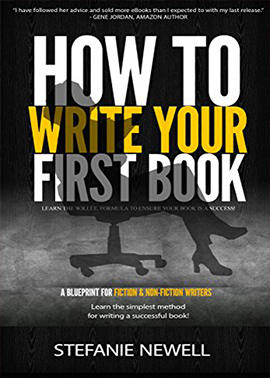 "I have followed her advice and sold more eBooks than I expected to with my last release."
- GENE JORDAN, AMAZON AUTHOR
HOW TO
WRITE YOUR
FIRST BOOK
LEARN THE W.O.L.F.E. FORMULA TO ENSURE YOUR BOOK IS A SUCCESS!
A BLUEPRINT FOR FICTION & NON-FICTION WRITERS
Learn the simplest method
for writing a successful book!
STEFANIE NEWELL